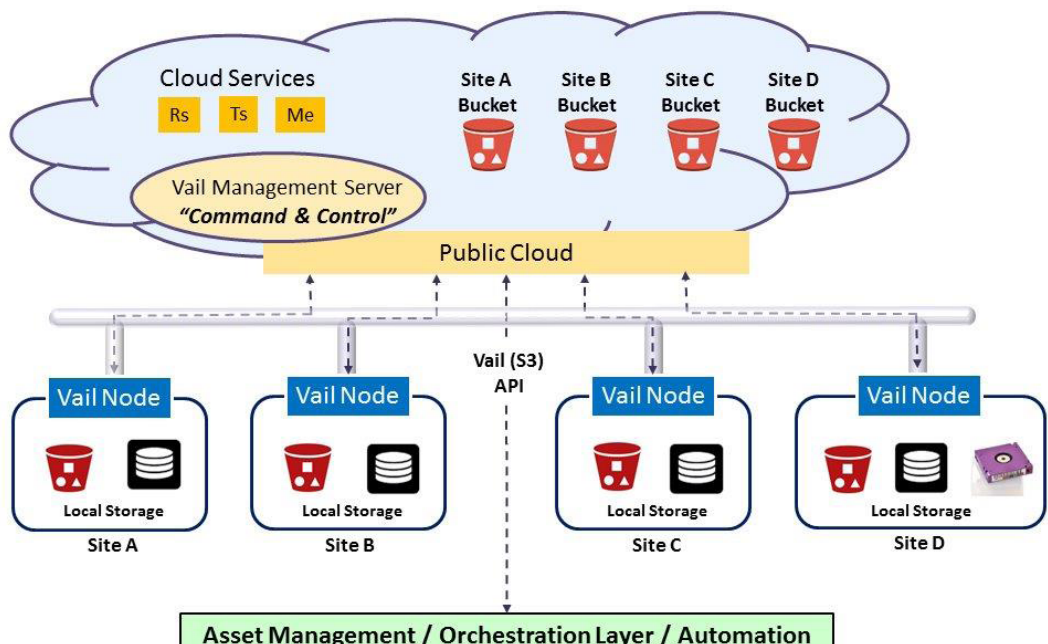 Cloud Services
Rs
Ts
Me
Site A
Bucket
Site B
Bucket
Site C
Bucket
Site D
Bucket
Vail Management Server
“Command & Control”
Public Cloud
Vail (S3)
API
Vail Node
Local Storage
Site A
Vail Node
Local Storage
Site B
Vail Node
Local Storage
Site C
Vail Node
Local Storage
Site D
Asset Management / Orchestration Layer / Automation